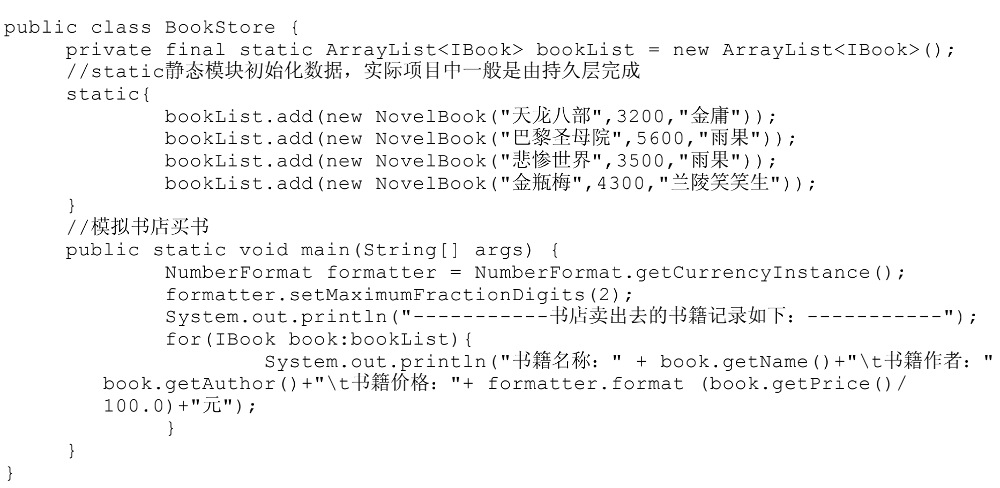 public class BookStore {
private final static ArrayList<IBook> bookList = new ArrayList<IBook>();
//static静态模块初始化数据，实际项目中一般是由持久层完成
static{
bookList.add(new NovelBook("天龙八部",3200,"金庸"));
bookList.add(new NovelBook("巴黎圣母院",5600,"雨果"));
bookList.add(new NovelBook("悲惨世界",3500,"雨果"));
bookList.add(new NovelBook("金瓶梅",4300,"兰陵笑笑生"));
}
//模拟书店买书
public static void main(String[] args) {
NumberFormat formatter = NumberFormat.getCurrencyInstance();
formatter.setMaximumFractionDigits(2);
System.out.println("-----------书店卖出去的书籍记录如下：-----------");
for(IBook book:bookList){
System.out.println("书籍名称：" + book.getName()+"\t书籍作者："
book.getAuthor()+"\t书籍价格："+ formatter.format (book.getPrice()/
100.0)+"元");
}
}
}